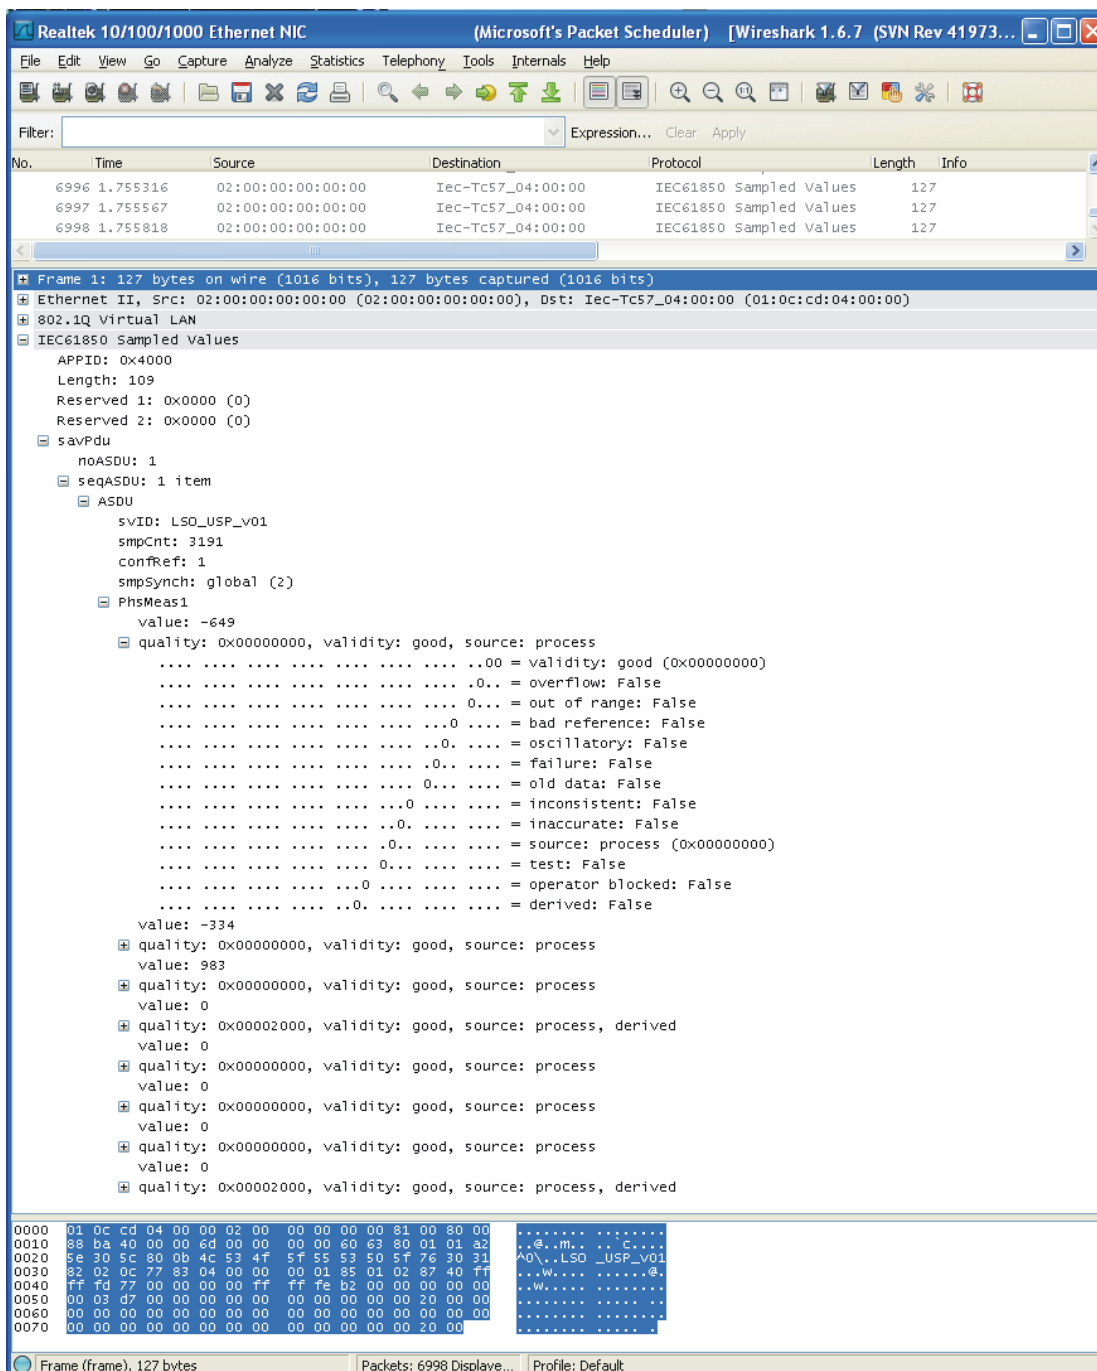 Realtek 10/100/1000 Ethernet NIC (Microsoft's Packet Scheduler) [Wireshark 1.6.7 (SVN Rev 41973...
File Edit View Go Capture Analyze Statistics Telephony Tools Internals Help
Filter: Expression... Clear Apply
No. Time Source Destination Protocol Length Info
6996 1.755316 02:00:00:00:00:00 Iec-Tc57_04:00:00 IEC61850 Sampled Values 127
6997 1.755567 02:00:00:00:00:00 Iec-Tc57_04:00:00 IEC61850 Sampled Values 127
6998 1.755818 02:00:00:00:00:00 Iec-Tc57_04:00:00 IEC61850 Sampled Values 127
Frame 1: 127 bytes on wire (1016 bits), 127 bytes captured (1016 bits)
Ethernet II, Src: 02:00:00:00:00:00 (02:00:00:00:00:00), Dst: Iec-Tc57_04:00:00 (01:0c:cd:04:00:00)
802.1Q Virtual LAN
IEC61850 Sampled Values
APPID: 0x4000
Length: 109
Reserved 1: 0x0000 (0)
Reserved 2: 0x0000 (0)
savPdu
noASDU: 1
seqASDU: 1 item
ASDU
svID: LSO_USP_v01
smpCnt: 3191
confRef: 1
smpSynch: global (2)
PhsMeas1
value: -649
quality: 0x00000000, validity: good, source: process
.... .... .... .... .... .... .... ..00 = validity: good (0x00000000)
.... .... .... .... .... .... .... .0.. = overflow: False
.... .... .... .... .... .... .... 0... = out of range: False
.... .... .... .... .... .... ...0 .... = bad reference: False
.... .... .... .... .... .... ..0. .... = oscillatory: False
.... .... .... .... .... .... .0.. .... = failure: False
.... .... .... .... .... .... 0... .... = old data: False
.... .... .... .... .... ...0 .... .... = inconsistent: False
.... .... .... .... .... ..0. .... .... = inaccurate: False
.... .... .... .... .... .0.. .... .... = source: process (0x00000000)
.... .... .... .... .... 0... .... .... = test: False
.... .... .... .... ...0 .... .... .... = operator blocked: False
.... .... .... .... ..0. .... .... .... = derived: False
value: -334
quality: 0x00000000, validity: good, source: process
value: 983
quality: 0x00000000, validity: good, source: process
value: 0
quality: 0x00002000, validity: good, source: process, derived
value: 0
quality: 0x00000000, validity: good, source: process
value: 0
quality: 0x00000000, validity: good, source: process
value: 0
quality: 0x00000000, validity: good, source: process
value: 0
quality: 0x00002000, validity: good, source: process, derived
0000 01 0c cd 04 00 00 02 00 00 00 00 00 81 00 80 00 ........ ........
0010 88 ba 40 00 00 6d 00 00 00 00 60 63 80 01 01 a2 ..@..m.. ..`c....
0020 5e 30 5c 80 0b 4c 53 4f 5f 55 53 50 5f 76 30 31 ^0\..LSO _USP_v01
0030 82 02 0c 77 83 04 00 00 00 01 85 01 02 87 40 ff ...w.... ......@.
0040 ff fd 77 00 00 00 00 ff ff fe b2 00 00 00 00 00 ..w..... ........
0050 00 03 d7 00 00 00 00 00 00 00 00 00 00 20 00 00 ........ ..... ..
0060 00 00 00 00 00 00 00 00 00 00 00 00 00 00 00 00 ........ ........
0070 00 00 00 00 00 00 00 00 00 00 00 00 00 20 00 ........ ..... .
Frame (frame), 127 bytes Packets: 6998 Displaye... Profile: Default